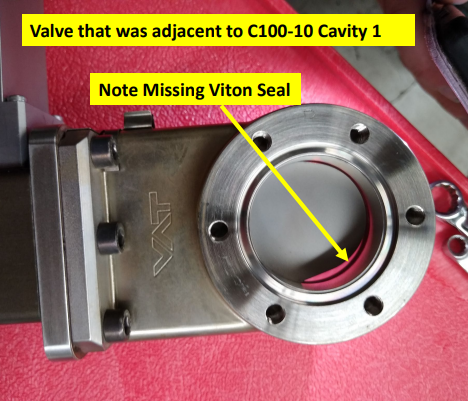 Valve that was adjacent to C100-10 Cavity 1
Note Missing Viton Seal
VAT